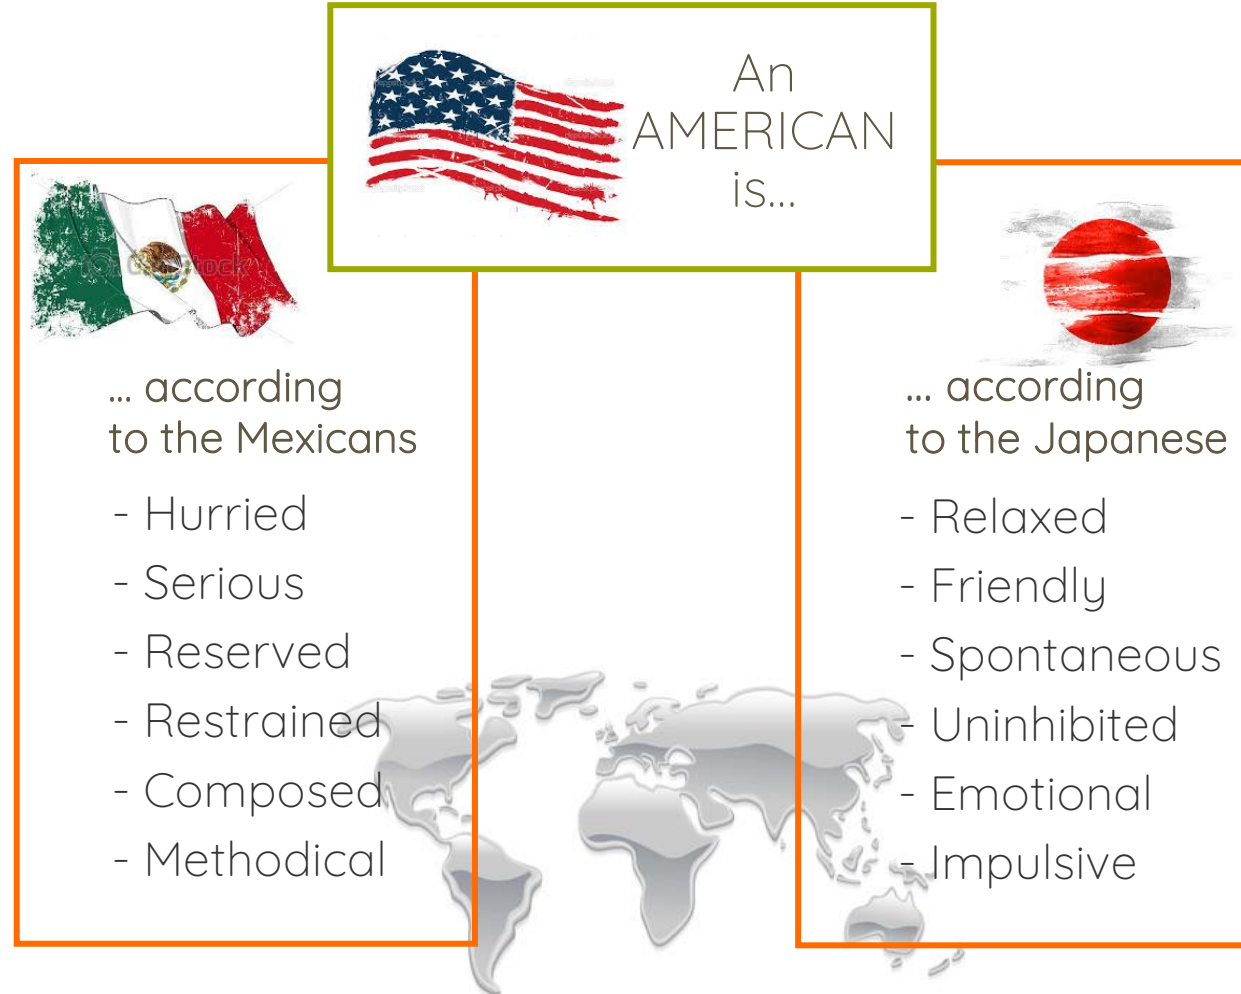 An
AMERICAN
is...
... according
to the Mexicans
- Hurried
- Serious
- Reserved
- Restrained
- Composed
- Methodical
... according
to the Japanese
- Relaxed
- Friendly
- Spontaneous
- Uninhibited
- Emotional
- Impulsive